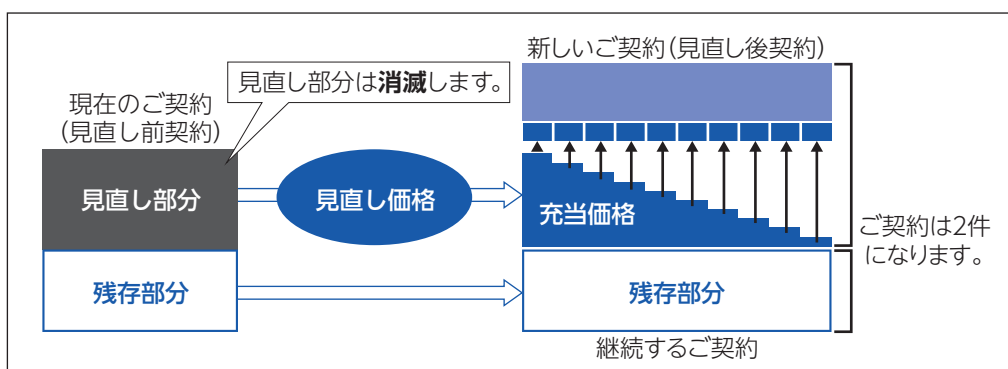 新しいご契約（見直し後契約）
見直し部分は消滅します。
現在のご契約
（見直し前契約）
見直し部分
見直し価格
充当価格
ご契約は2件
になります。
残存部分
残存部分
継続するご契約